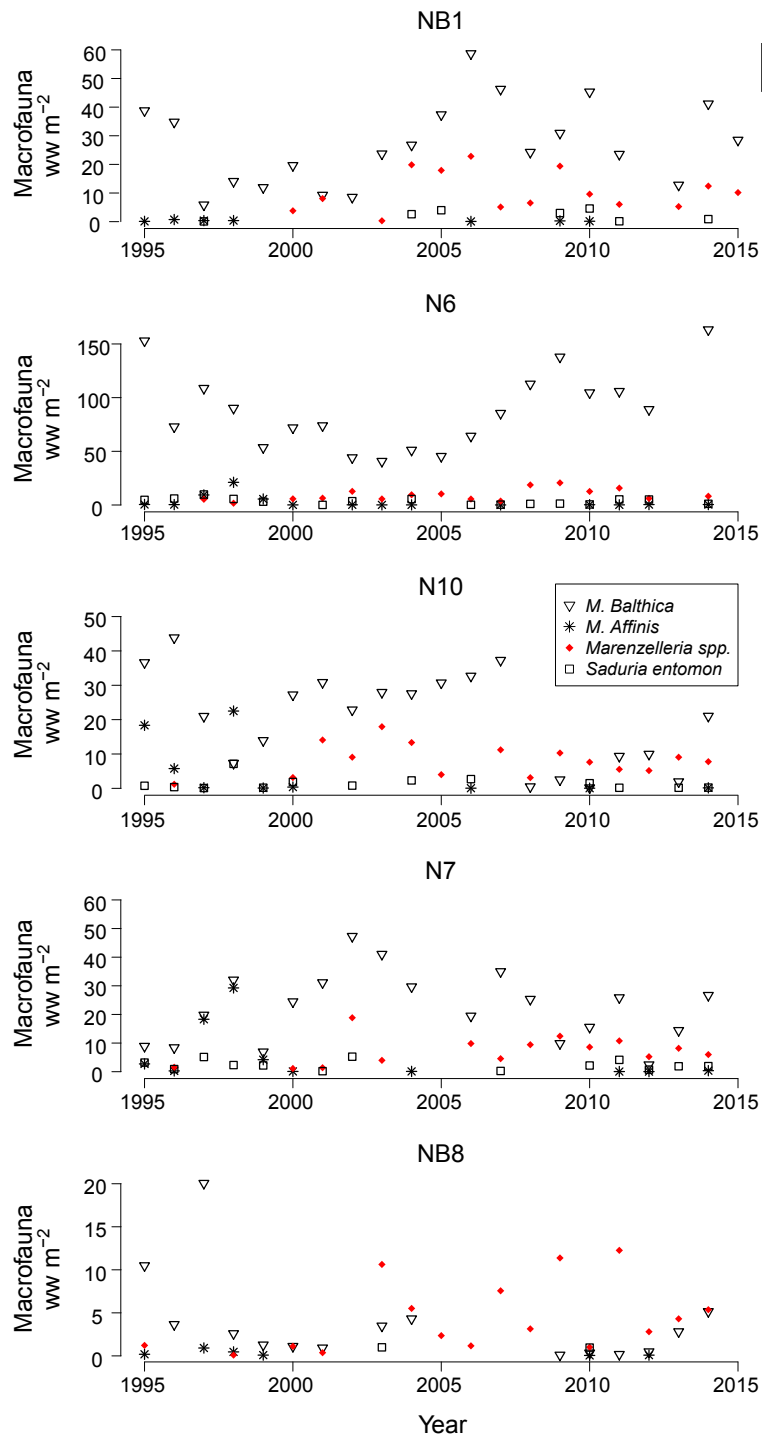 NB1
Macrofauna
ww m⁻²
60
50
40
30
20
10
0
1995 2000 2005 2010 2015
N6
Macrofauna
ww m⁻²
150
100
50
0
1995 2000 2005 2010 2015
N10
Macrofauna
ww m⁻²
50
40
30
20
10
0
M. Balthica
M. Affinis
Marenzelleria spp.
Saduria entomon
1995 2000 2005 2010 2015
N7
Macrofauna
ww m⁻²
60
50
40
30
20
10
0
1995 2000 2005 2010 2015
NB8
Macrofauna
ww m⁻²
20
15
10
5
0
1995 2000 2005 2010 2015
Year